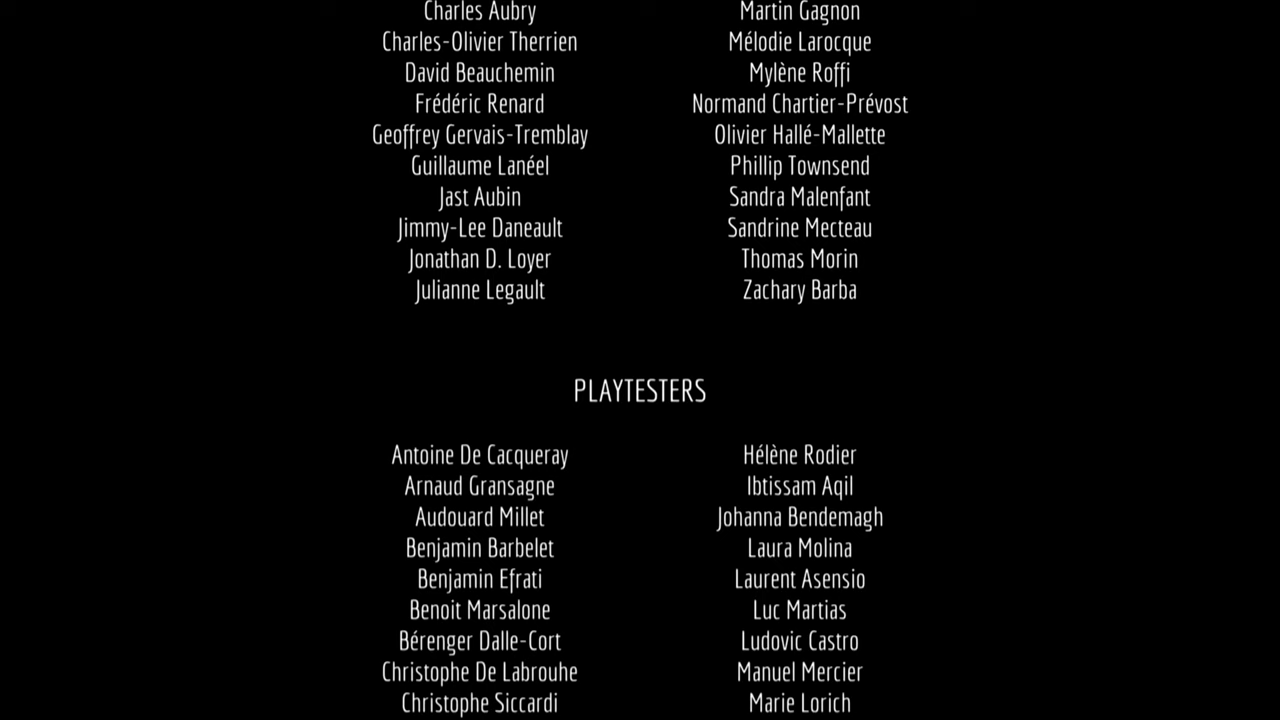 Charles Aubry
Charles-Olivier Therrien
David Beauchemin
Frédéric Renard
Geoffrey Gervais-Tremblay
Guillaume Lanéel
Jast Aubin
Jimmy-Lee Daneault
Jonathan D. Loyer
Julianne Legault
Martin Gagnon
Mélodie Larocque
Mylène Roffi
Normand Chartier-Prévost
Olivier Hallé-Mallette
Phillip Townsend
Sandra Malenfant
Sandrine Mecteau
Thomas Morin
Zachary Barba
PLAYTESTERS
Antoine De Cacqueray
Arnaud Gransagne
Audouard Millet
Benjamin Barbelet
Benjamin Efrati
Benoit Marsalone
Bérenger Dalle-Cort
Christophe De Labrouhe
Christophe Siccardi
Hélène Rodier
Ibtissam Aqil
Johanna Bendemagh
Laura Molina
Laurent Asensio
Luc Martias
Ludovic Castro
Manuel Mercier
Marie Lorich